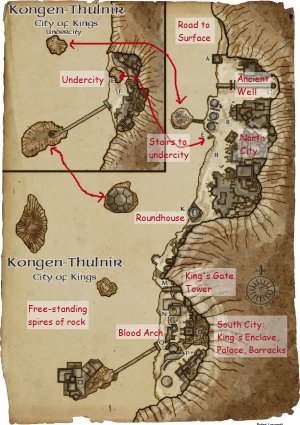 Kongen-Thulnir
City of Kings
Undercity
Road to
Surface
A
Undercity
F
Ancient
Well
C
Stairs to
undercity
E
B
North
City
B
K
Roundhouse
Kongen-Thulnir
City of Kings
M
King's Gate
Tower
Free-standing
spires of rock
N
Blood Arch
O
P
South City:
King's Enclave,
Palace, Barracks